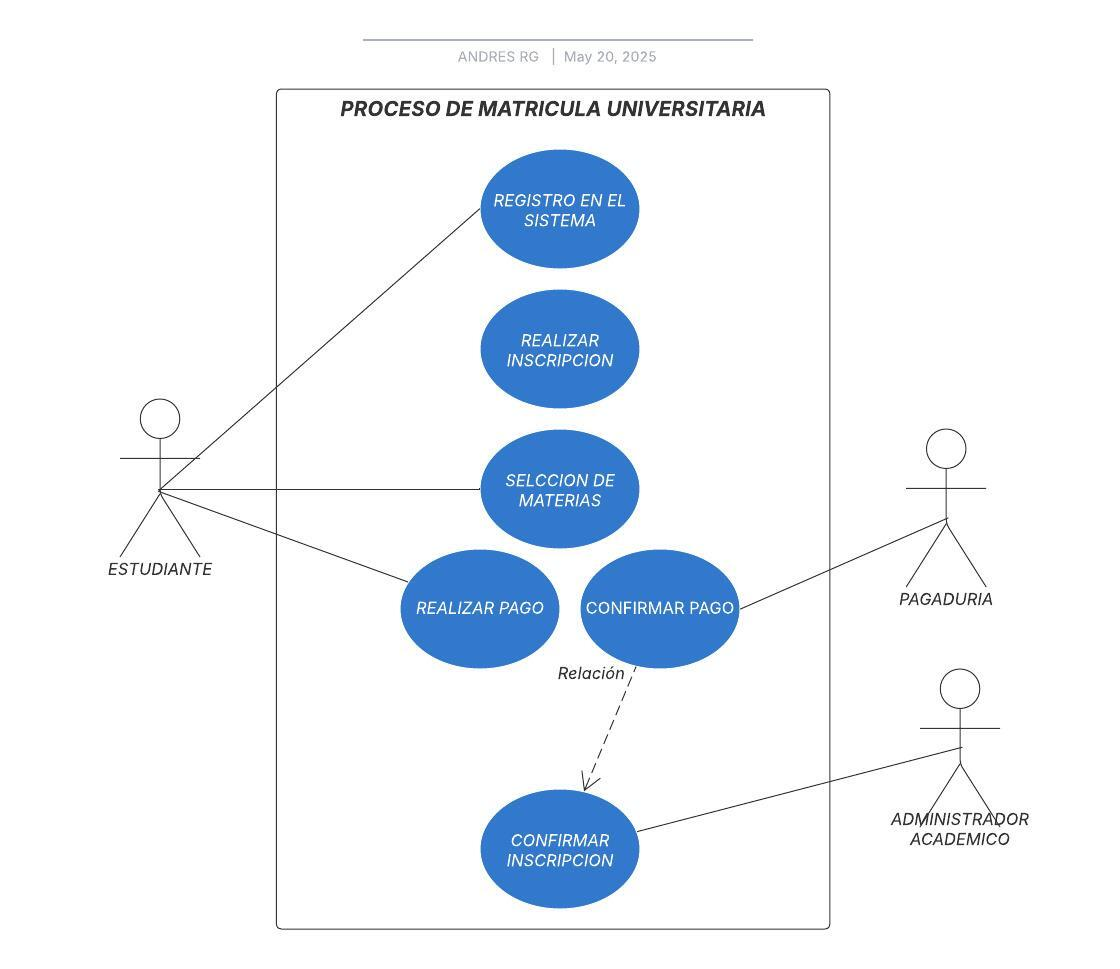 ANDRES RG | May 20, 2025
PROCESO DE MATRICULA UNIVERSITARIA
REGISTRO EN EL
SISTEMA
REALIZAR
INSCRIPCION
SELCCION DE
MATERIAS
ESTUDIANTE
REALIZAR PAGO
CONFIRMAR PAGO
PAGADURIA
Relación
ADMINISTRADOR
ACADEMICO
CONFIRMAR
INSCRIPCION